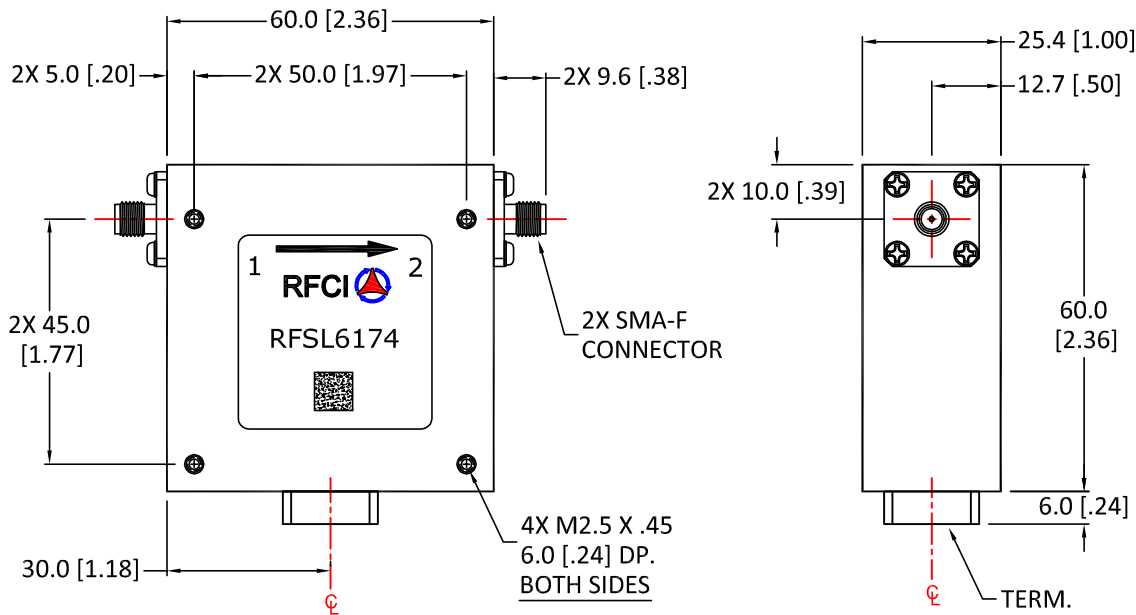 60.0 [2.36]
2X 5.0 [.20]
2X 50.0 [1.97]
2X 9.6 [.38]
25.4 [1.00]
12.7 [.50]
2X 10.0 [.39]
1
2
RFCI
RFSL6174
2X 45.0
[1.77]
2X SMA-F
CONNECTOR
60.0
[2.36]
4X M2.5 X .45
6.0 [.24] DP.
BOTH SIDES
6.0 [.24]
30.0 [1.18]
TERM.
℄
℄